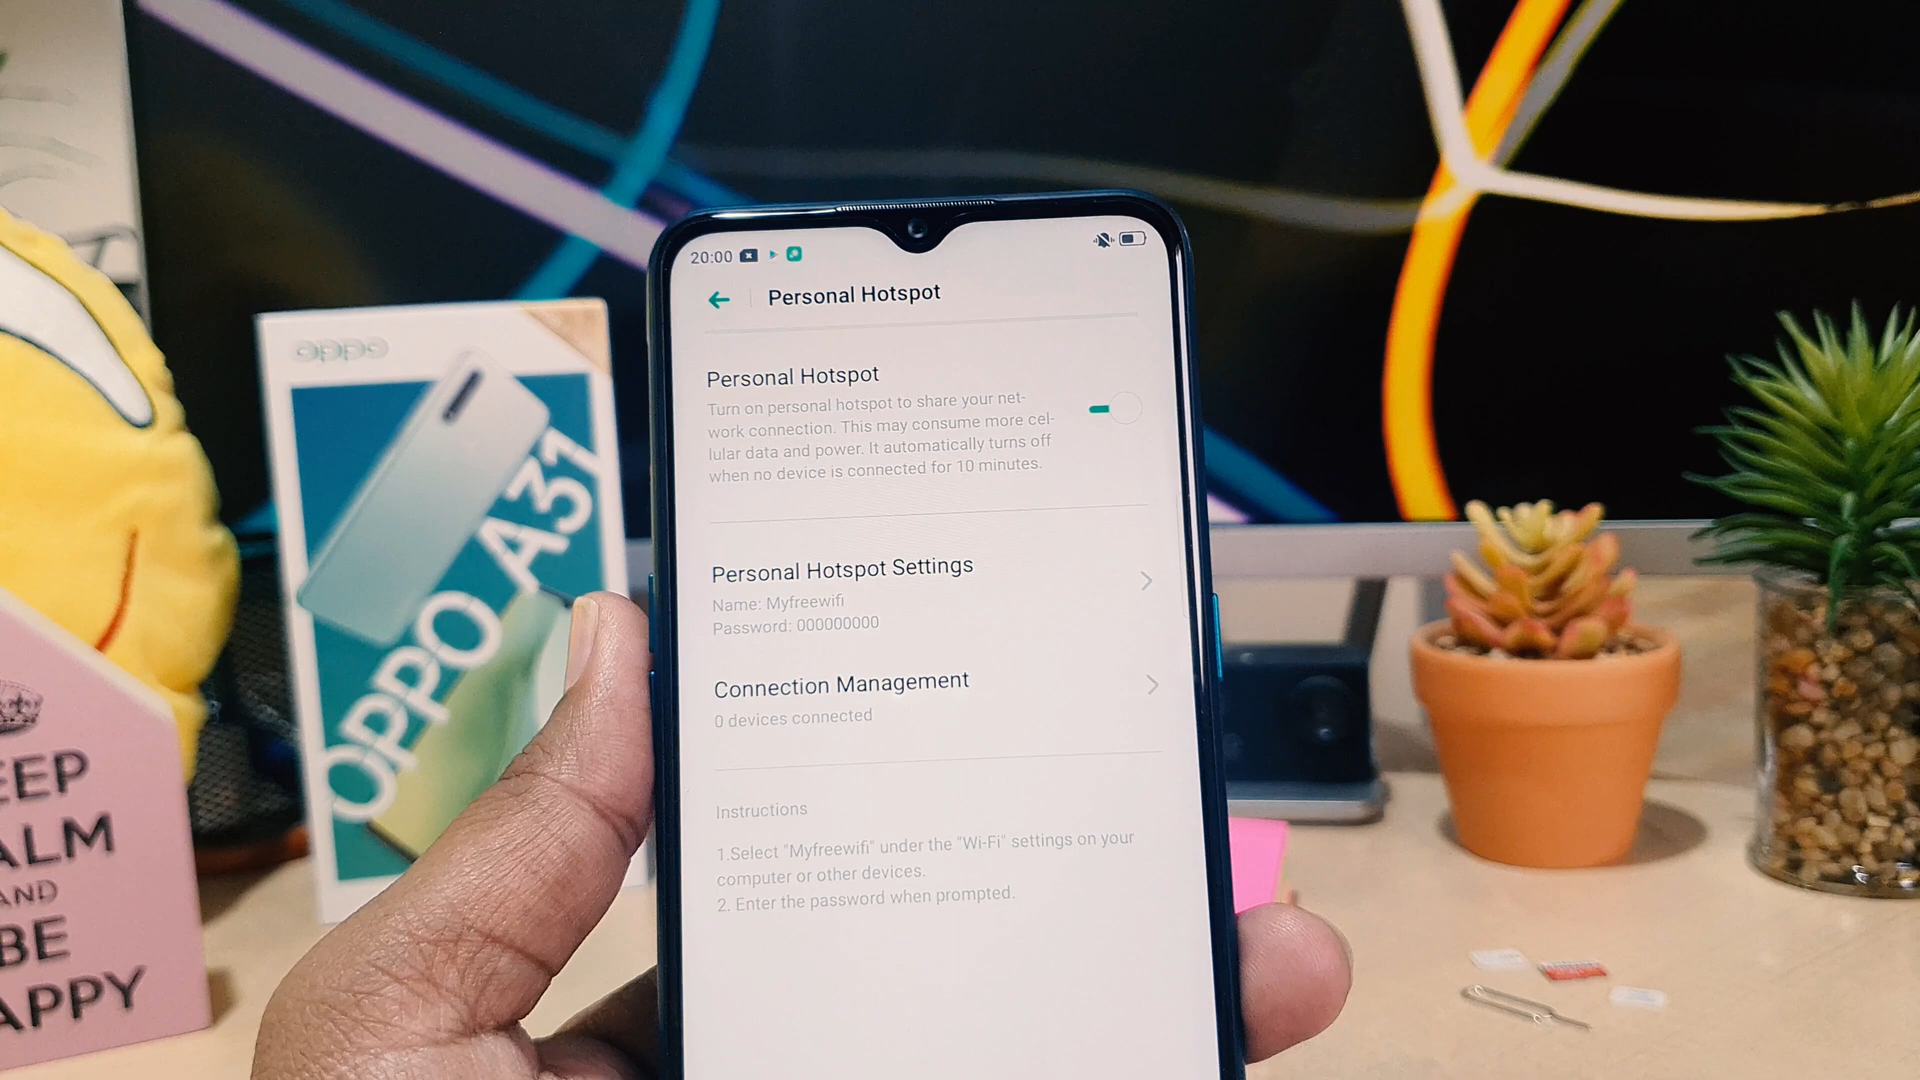 20:00
Personal Hotspot
Personal Hotspot
Turn on personal hotspot to share your net-
work connection. This may consume more cel-
lular data and power. It automatically turns off
when no device is connected for 10 minutes.
Personal Hotspot Settings
Name: Myfreewifi
Password: 000000000
Connection Management
0 devices connected
Instructions
1.Select "Myfreewifi" under the "Wi-Fi" settings on your
computer or other devices.
2. Enter the password when prompted.
oppo
OPPO A31
EEP
ALM
AND
BE
APPY